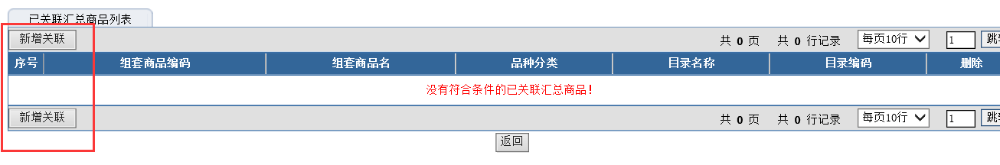 已关联汇总商品列表
新增关联 共 0 页 共 0 行记录 每页10行 1
序号 组套商品编码 组套商品名 品种分类 目录名称 目录编码 删除
没有符合条件的已关联汇总商品!
新增关联 共 0 页 共 0 行记录 每页10行 1
返回